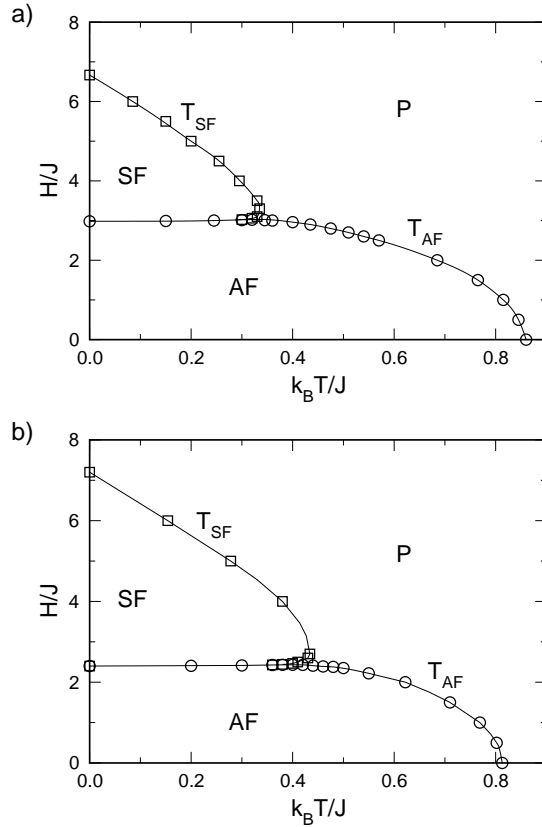 a)
8
6
4
2
0
H/J
T_SF
P
SF
T_AF
AF
0.0 0.2 0.4 0.6 0.8
k_BT/J
b)
8
6
4
2
0
H/J
T_SF
P
SF
T_AF
AF
0.0 0.2 0.4 0.6 0.8
k_BT/J